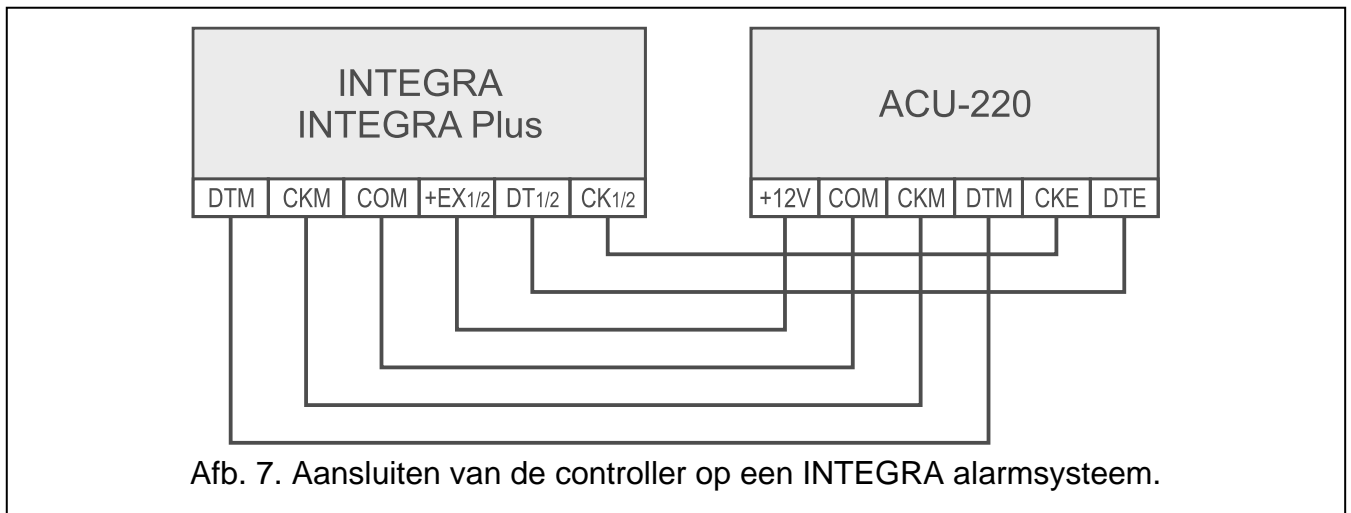 INTEGRA
INTEGRA Plus
ACU-220
DTM CKM COM +EX1/2 DT1/2 CK1/2
+12V COM CKM DTM CKE DTE
Afb. 7. Aansluiten van de controller op een INTEGRA alarmsysteem.